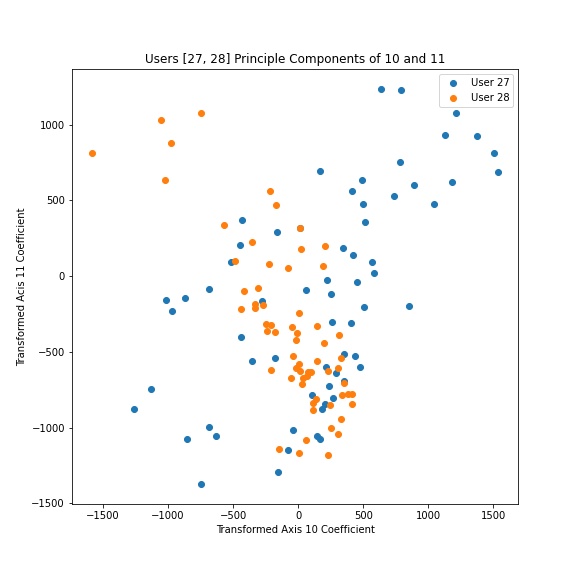 Users [27, 28] Principle Components of 10 and 11
User 27
User 28
Transformed Acis 11 Coefficient
1000
500
0
−500
−1000
−1500
−1500
−1000
−500
0
500
1000
1500
Transformed Axis 10 Coefficient